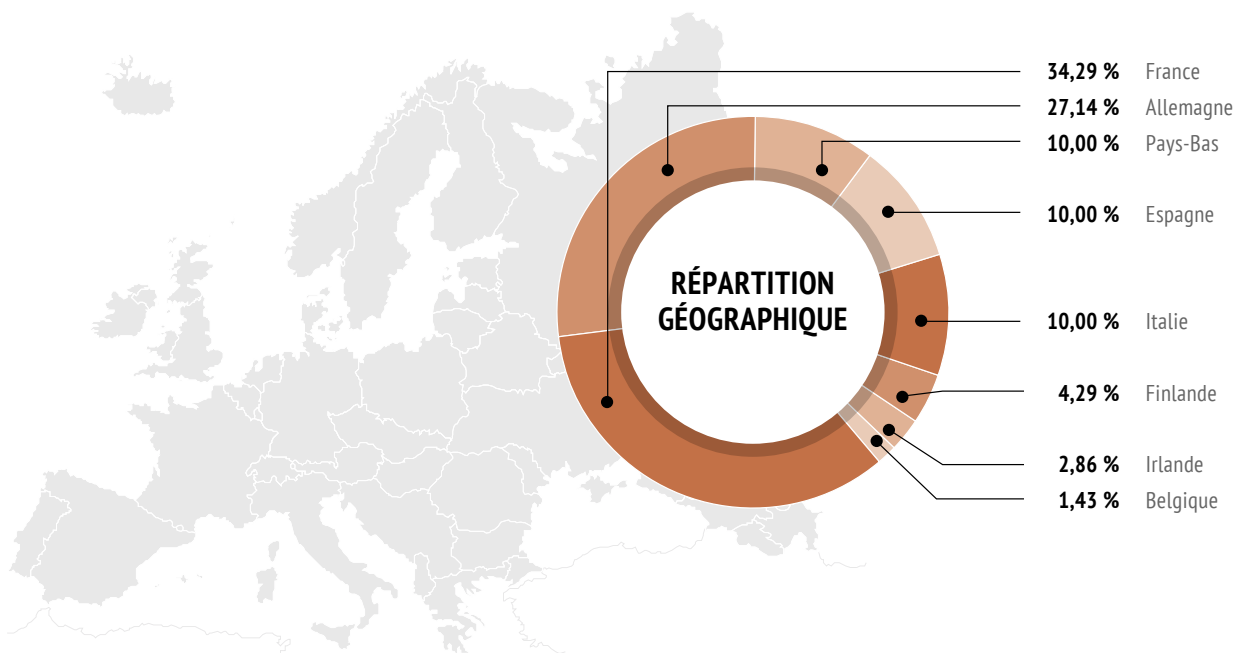 34,29 % France
27,14 % Allemagne
10,00 % Pays-Bas
10,00 % Espagne
RÉPARTITION
GÉOGRAPHIQUE
10,00 % Italie
4,29 % Finlande
2,86 % Irlande
1,43 % Belgique